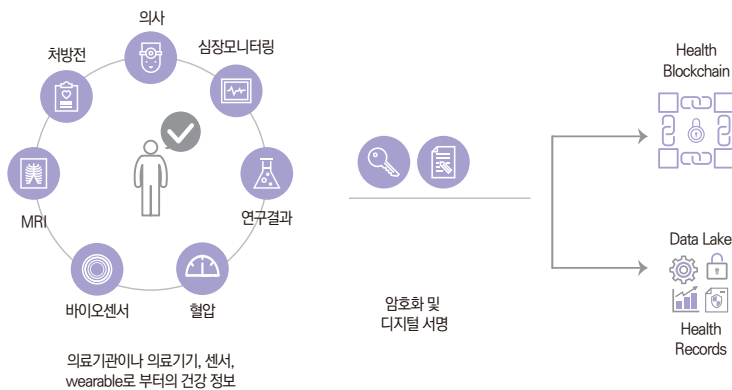 의사
처방전
심장모니터링
MRI
연구결과
바이오센서
혈압
의료기관이나 의료기기, 센서,
wearable로 부터의 건강 정보
암호화 및
디지털 서명
Health
Blockchain
Data Lake
Health
Records